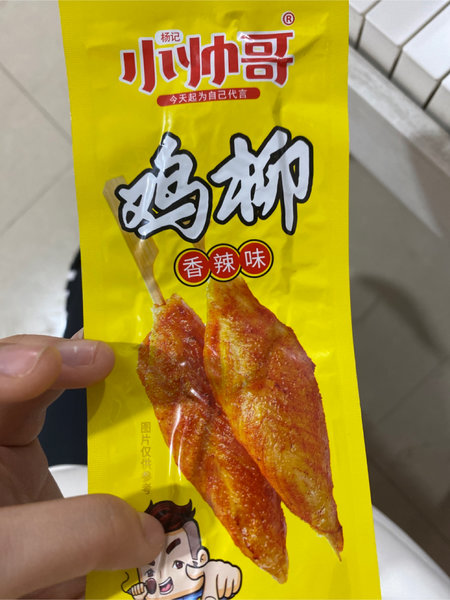 杨记
小帅哥®
今天起为自己代言
鸡柳
香辣味
图片仅供参考